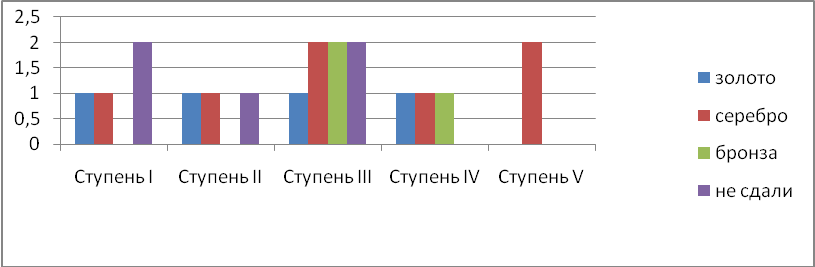 2,5
2
1,5
1
0,5
0
Ступень I Ступень II Ступень III Ступень IV Ступень V
золото
серебро
бронза
не сдали